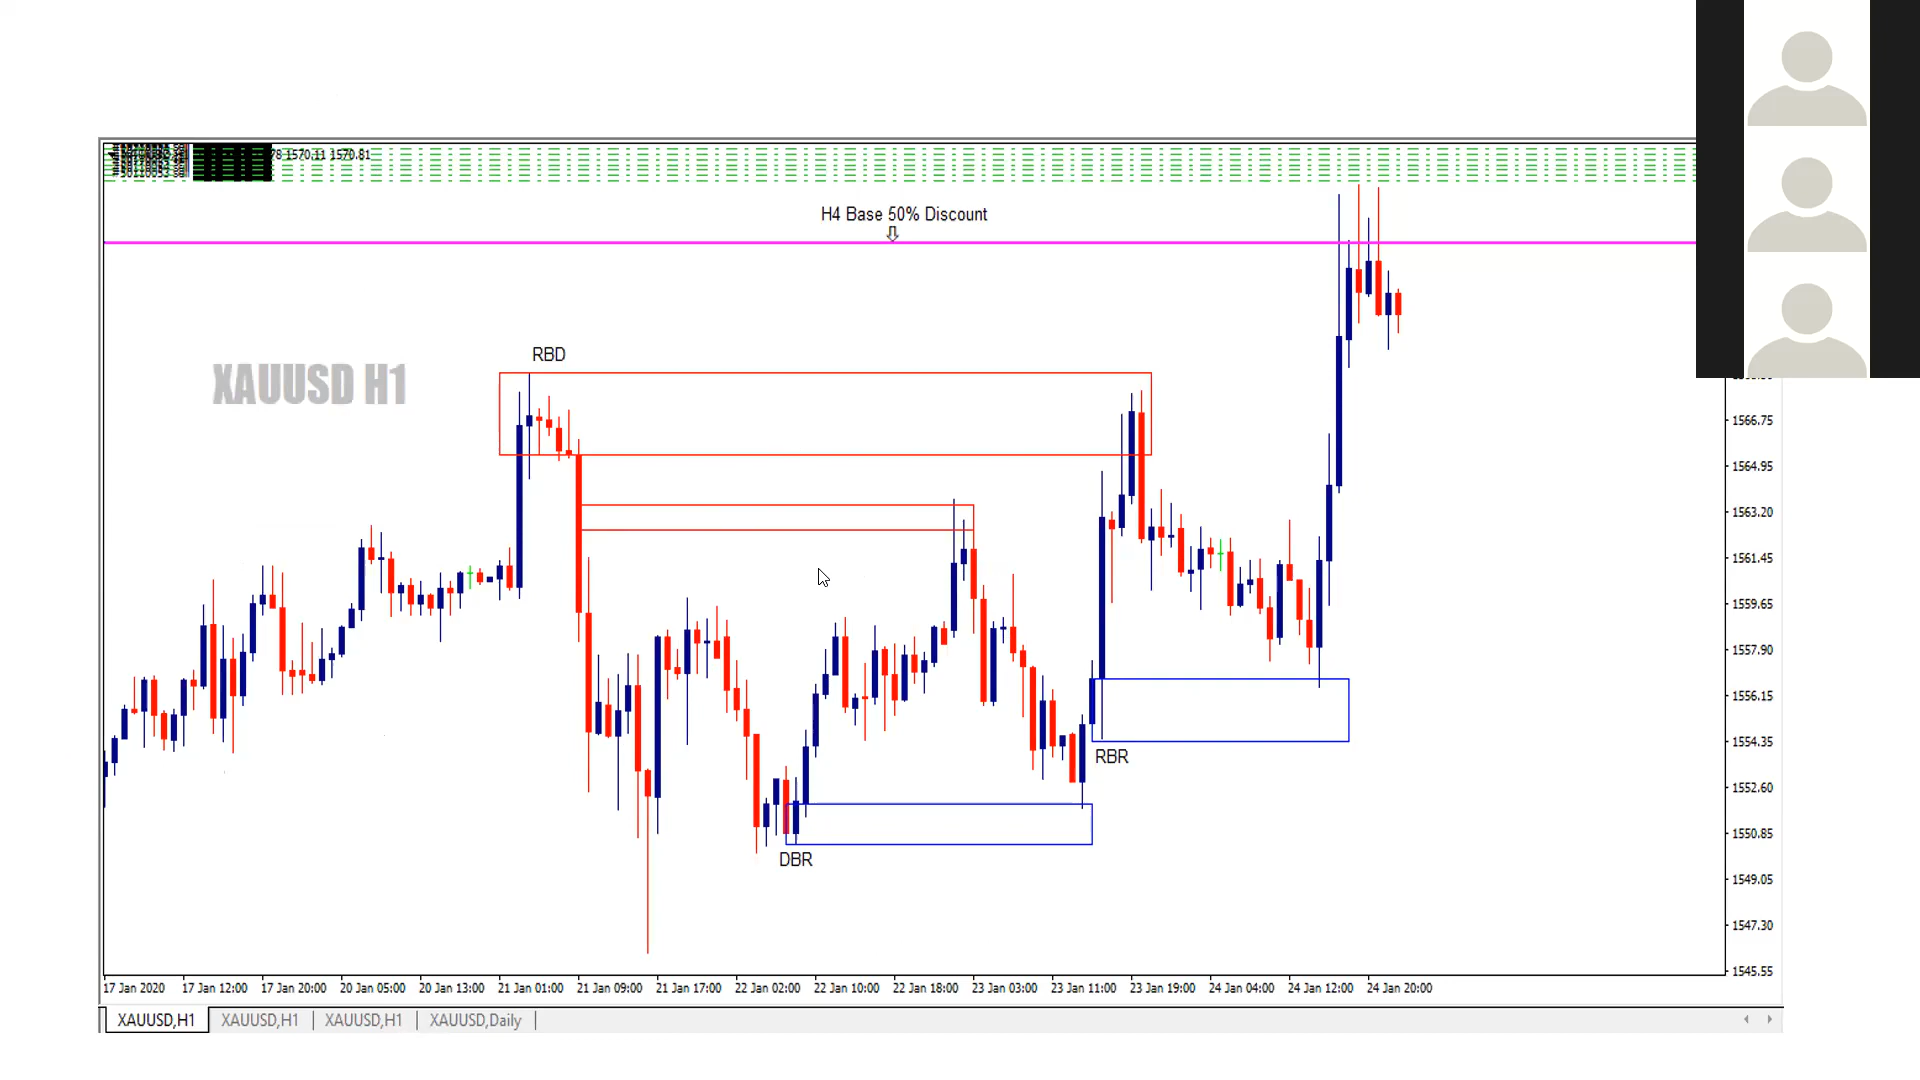 1570.11 1570.81
H4 Base 50% Discount
RBD
XAUUSD H1
RBR
DBR
1566.75
1564.95
1563.20
1561.45
1559.65
1557.90
1556.15
1554.35
1552.60
1550.85
1549.05
1547.30
1545.55
17 Jan 2020 17 Jan 12:00 17 Jan 20:00 20 Jan 05:00 20 Jan 13:00 21 Jan 01:00 21 Jan 09:00 21 Jan 17:00 22 Jan 02:00 22 Jan 10:00 22 Jan 18:00 23 Jan 03:00 23 Jan 11:00 23 Jan 19:00 24 Jan 04:00 24 Jan 12:00 24 Jan 20:00
XAUUSD,H1 XAUUSD,H1 XAUUSD,H1 XAUUSD,Daily